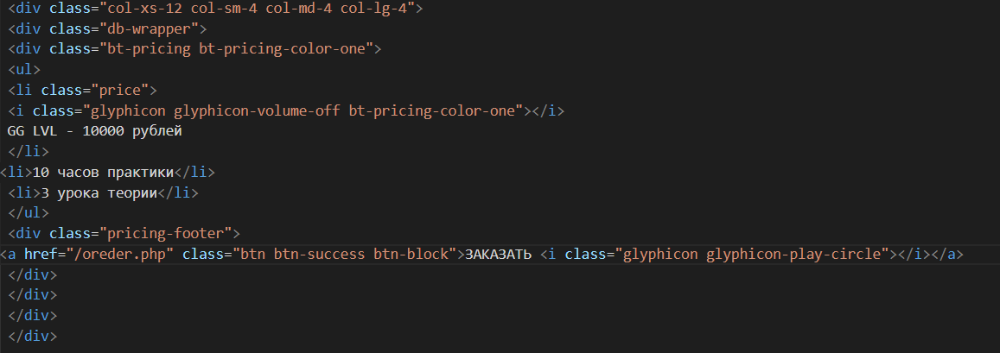 <div class="col-xs-12 col-sm-4 col-md-4 col-lg-4">
<div class="db-wrapper">
<div class="bt-pricing bt-pricing-color-one">
<ul>
<li class="price">
<i class="glyphicon glyphicon-volume-off bt-pricing-color-one"></i>
GG LVL - 10000 рублей
</li>
<li>10 часов практики</li>
<li>3 урока теории</li>
</ul>
<div class="pricing-footer">
<a href="/oreder.php" class="btn btn-success btn-block">ЗАКАЗАТЬ <i class="glyphicon glyphicon-play-circle"></i></a>
</div>
</div>
</div>
</div>